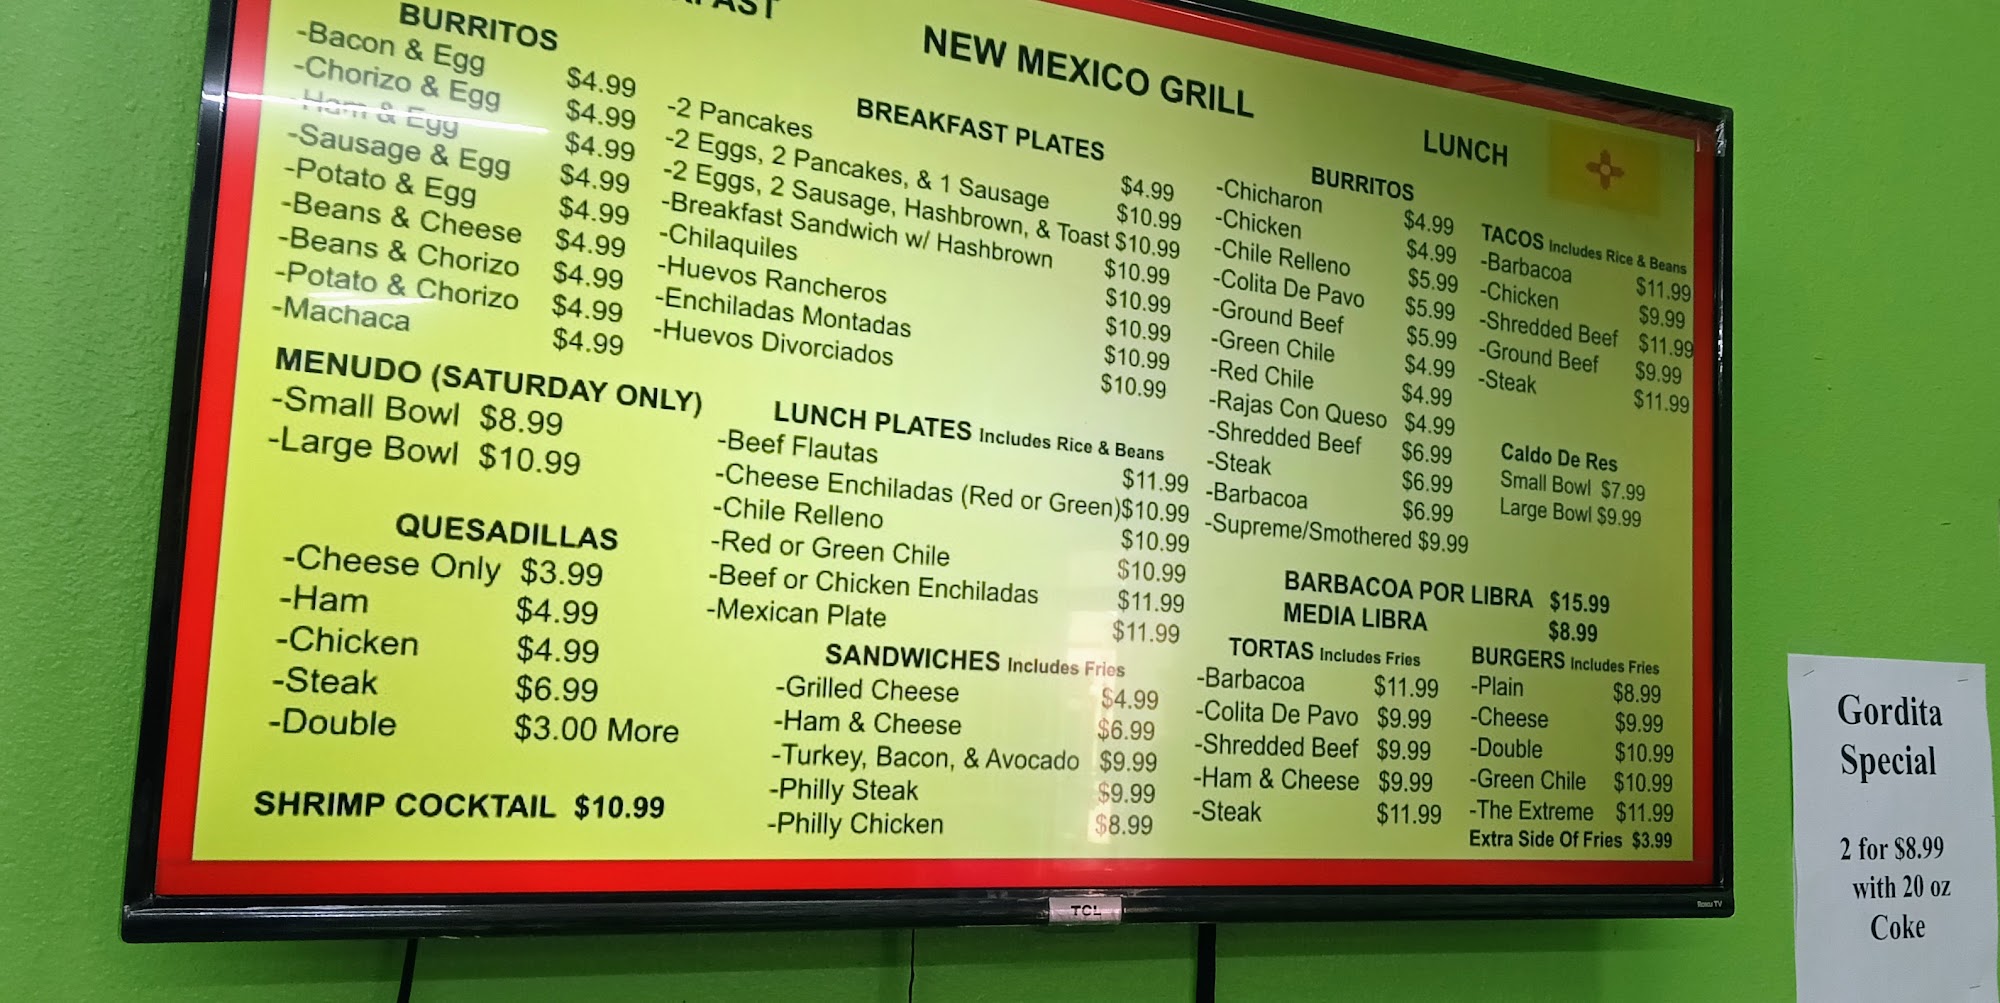 NEW MEXICO GRILL
BURRITOS
-Bacon & Egg $4.99
-Chorizo & Egg $4.99
-Ham & Egg $4.99
-Sausage & Egg $4.99
-Potato & Egg $4.99
-Beans & Cheese $4.99
-Beans & Chorizo $4.99
-Potato & Chorizo $4.99
-Machaca $4.99
MENUDO (SATURDAY ONLY)
-Small Bowl $8.99
-Large Bowl $10.99
QUESADILLAS
-Cheese Only $3.99
-Ham $4.99
-Chicken $4.99
-Steak $6.99
-Double $3.00 More
SHRIMP COCKTAIL $10.99
BREAKFAST PLATES
-2 Pancakes $4.99
-2 Eggs, 2 Pancakes, & 1 Sausage $10.99
-2 Eggs, 2 Sausage, Hashbrown, & Toast $10.99
-Breakfast Sandwich w/ Hashbrown $10.99
-Chilaquiles $10.99
-Huevos Rancheros $10.99
-Enchiladas Montadas $10.99
-Huevos Divorciados $10.99
LUNCH PLATES Includes Rice & Beans
-Beef Flautas $11.99
-Cheese Enchiladas (Red or Green)$10.99
-Chile Relleno $10.99
-Red or Green Chile $10.99
-Beef or Chicken Enchiladas $11.99
-Mexican Plate $11.99
SANDWICHES Includes Fries
-Grilled Cheese $4.99
-Ham & Cheese $6.99
-Turkey, Bacon, & Avocado $9.99
-Philly Steak $9.99
-Philly Chicken $8.99
LUNCH
BURRITOS
-Chicharon $4.99
-Chicken $4.99
-Chile Relleno $5.99
-Colita De Pavo $5.99
-Ground Beef $5.99
-Green Chile $4.99
-Red Chile $4.99
-Rajas Con Queso $4.99
-Shredded Beef $6.99
-Steak $6.99
-Barbacoa $6.99
-Supreme/Smothered $9.99
TACOS Includes Rice & Beans
-Barbacoa $11.99
-Chicken $9.99
-Shredded Beef $11.99
-Ground Beef $9.99
-Steak $11.99
Caldo De Res
Small Bowl $7.99
Large Bowl $9.99
BARBACOA POR LIBRA $15.99
MEDIA LIBRA $8.99
TORTAS Includes Fries
-Barbacoa $11.99
-Colita De Pavo $9.99
-Shredded Beef $9.99
-Ham & Cheese $9.99
-Steak $11.99
BURGERS Includes Fries
-Plain $8.99
-Cheese $9.99
-Double $10.99
-Green Chile $10.99
-The Extreme $11.99
Extra Side Of Fries $3.99
TCL
Roku TV
Gordita
Special
2 for $8.99
with 20 oz
Coke